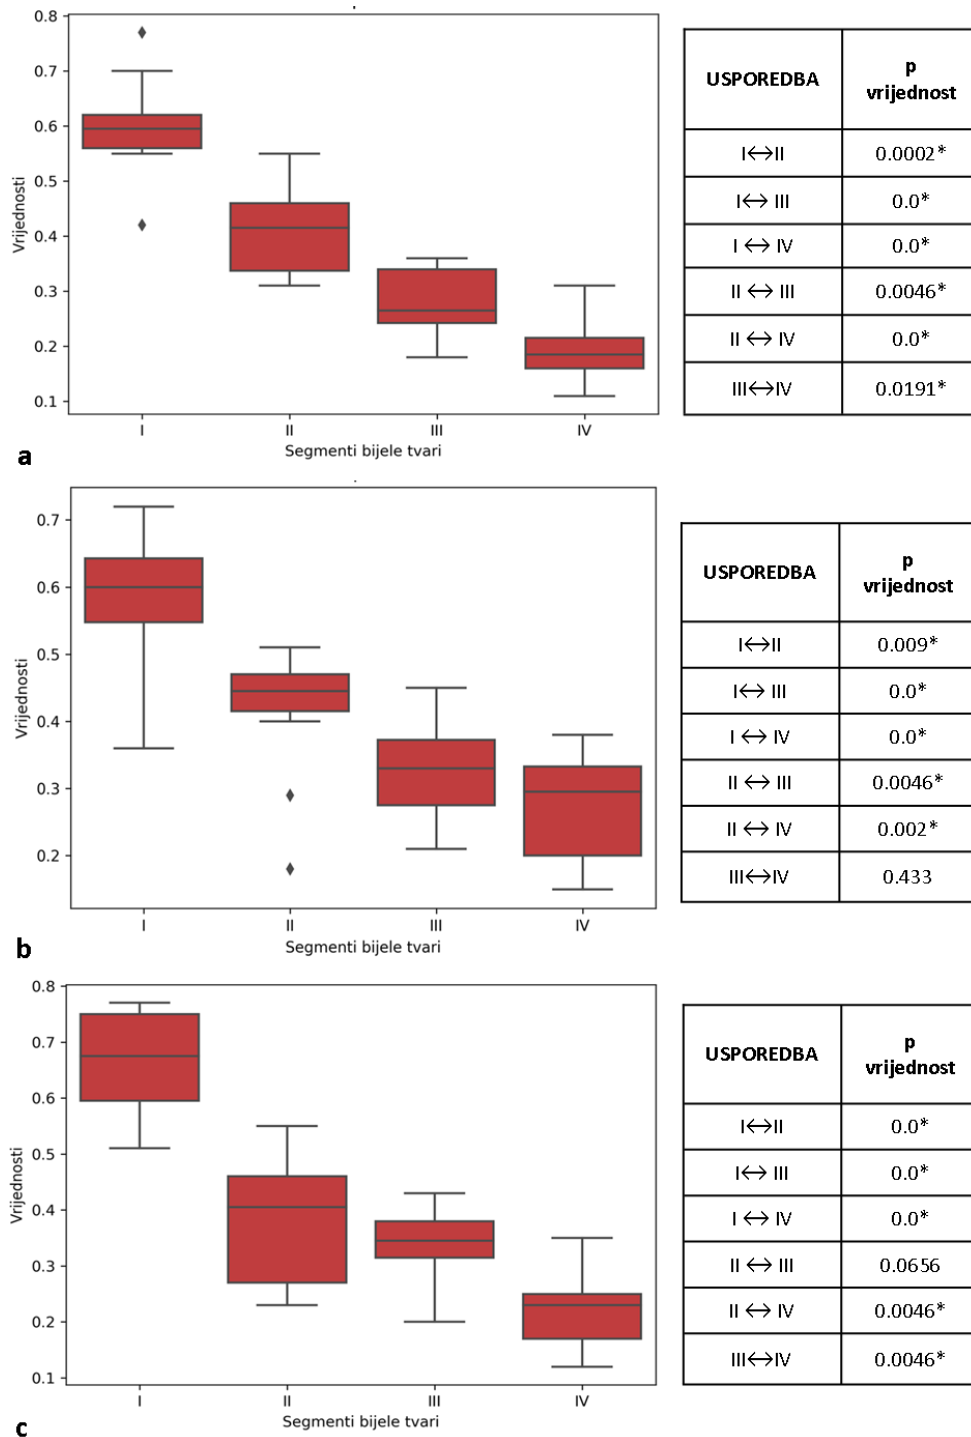 0.8
0.7
0.6
0.5
0.4
0.3
0.2
0.1
Vrijednosti
I II III IV
Segmenti bijele tvari
a
USPOREDBA p vrijednost
I↔II 0.0002*
I↔ III 0.0*
I ↔ IV 0.0*
II ↔ III 0.0046*
II ↔ IV 0.0*
III↔IV 0.0191*
0.7
0.6
0.5
0.4
0.3
0.2
Vrijednosti
I II III IV
Segmenti bijele tvari
b
USPOREDBA p vrijednost
I↔II 0.009*
I↔ III 0.0*
I ↔ IV 0.0*
II ↔ III 0.0046*
II ↔ IV 0.002*
III↔IV 0.433
0.8
0.7
0.6
0.5
0.4
0.3
0.2
0.1
Vrijednosti
I II III IV
Segmenti bijele tvari
c
USPOREDBA p vrijednost
I↔II 0.0*
I↔ III 0.0*
I ↔ IV 0.0*
II ↔ III 0.0656
II ↔ IV 0.0046*
III↔IV 0.0046*